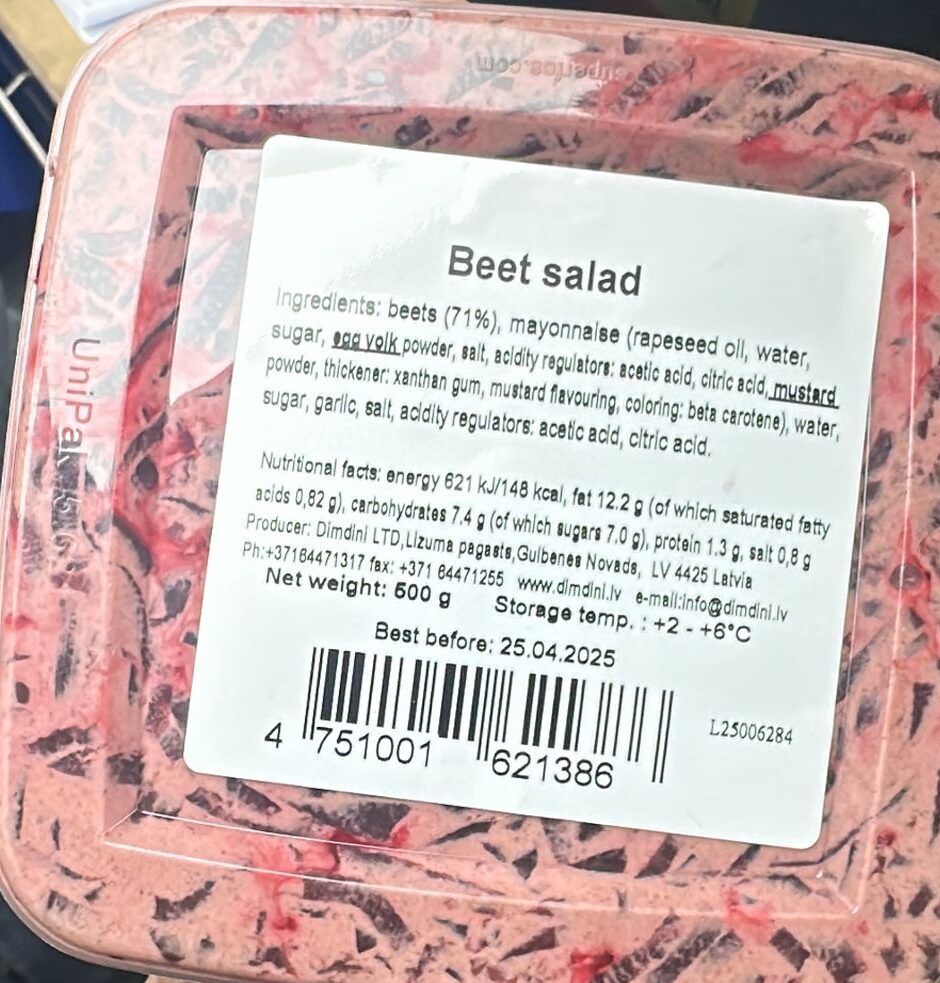 superfos.com
UniPak
Beet salad
Ingredients: beets (71%), mayonnaise (rapeseed oil, water,
sugar, egg yolk powder, salt, acidity regulators: acetic acid, citric acid, mustard
powder, thickener: xanthan gum, mustard flavouring, coloring: beta carotene), water,
sugar, garlic, salt, acidity regulators: acetic acid, citric acid.
Nutritional facts: energy 621 kJ/148 kcal, fat 12.2 g (of which saturated fatty
acids 0,82 g), carbohydrates 7.4 g (of which sugars 7.0 g), protein 1.3 g, salt 0,8 g
Producer: Dimdini LTD,Lizuma pagasts,Gulbenes Novads, LV 4425 Latvia
Ph:+37164471317 fax: +371 64471255 www.dimdini.lv e-mail:info@dimdini.lv
Net weight: 500 g Storage temp. : +2 - +6°C
Best before: 25.04.2025
L25006284
4 751001 621386